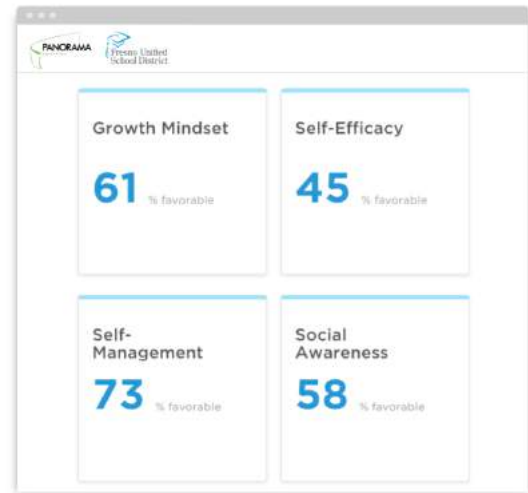 PANORAMA
Fresno Unified
School District
Growth Mindset
61 % favorable
Self-Efficacy
45 % favorable
Self-
Management
73 % favorable
Social
Awareness
58 % favorable